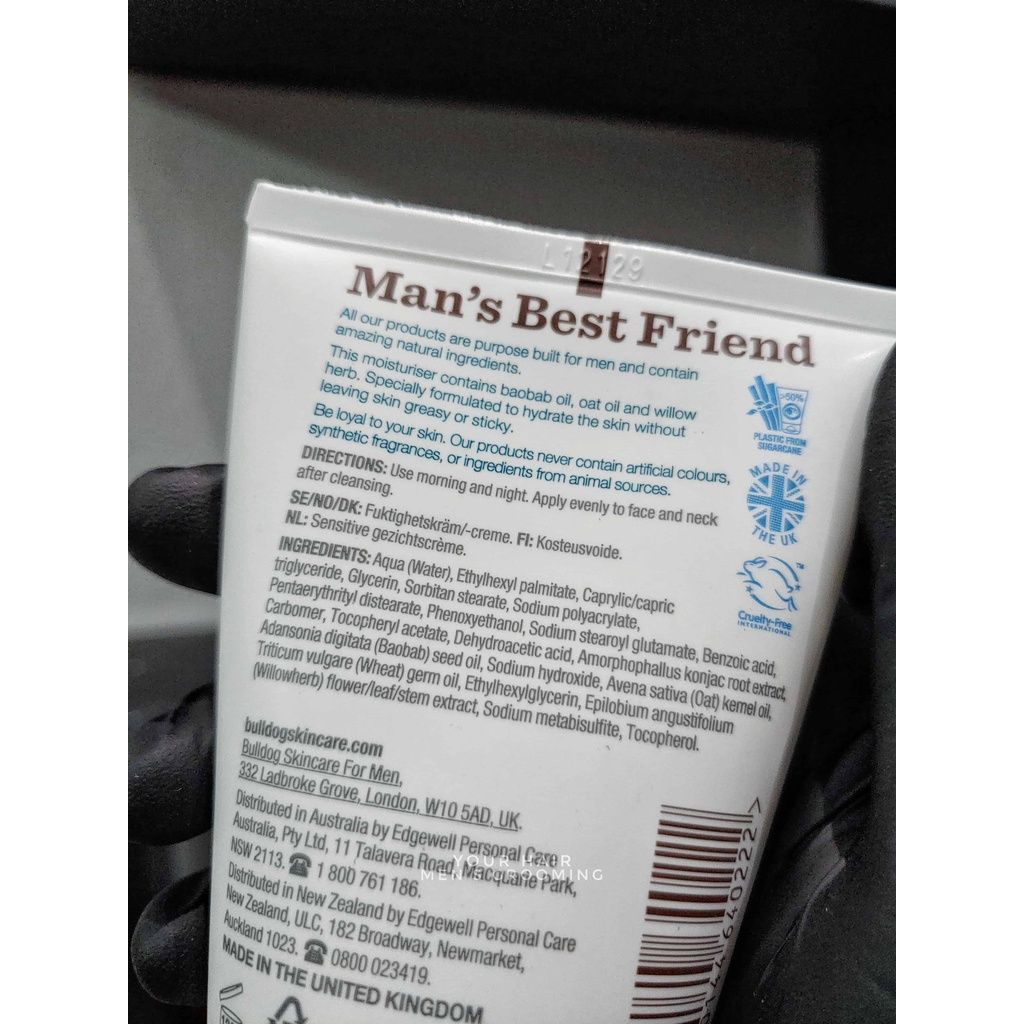 L12129
Man's Best Friend
All our products are purpose built for men and contain
amazing natural ingredients.
This moisturiser contains baobab oil, oat oil and willow
herb. Specially formulated to hydrate the skin without
leaving skin greasy or sticky.
Be loyal to your skin. Our products never contain artificial colours,
synthetic fragrances, or ingredients from animal sources.
DIRECTIONS: Use morning and night. Apply evenly to face and neck
after cleansing.
SE/NO/DK: Fuktighetskräm/-creme. FI: Kosteusvoide.
NL: Sensitive gezichtscrème.
INGREDIENTS: Aqua (Water), Ethylhexyl palmitate, Caprylic/capric
triglyceride, Glycerin, Sorbitan stearate, Sodium polyacrylate,
Pentaerythrityl distearate, Phenoxyethanol, Sodium stearoyl glutamate, Benzoic acid,
Carbomer, Tocopheryl acetate, Dehydroacetic acid, Amorphophallus konjac root extract,
Adansonia digitata (Baobab) seed oil, Sodium hydroxide, Avena sativa (Oat) kernel oil,
Triticum vulgare (Wheat) germ oil, Ethylhexylglycerin, Epilobium angustifolium
(Willowherb) flower/leaf/stem extract, Sodium metabisulfite, Tocopherol.
>50%
PLASTIC FROM
SUGARCANE
MADE IN
THE UK
TM
Cruelty-Free
INTERNATIONAL
bulldogskincare.com
Bulldog Skincare For Men,
332 Ladbroke Grove, London, W10 5AD, UK.
Distributed in Australia by Edgewell Personal Care
Australia, Pty Ltd, 11 Talavera Road, Macquarie Park,
NSW 2113. ☎ 1 800 761 186.
Distributed in New Zealand by Edgewell Personal Care
New Zealand, ULC, 182 Broadway, Newmarket,
Auckland 1023. ☎ 0800 023419.
MADE IN THE UNITED KINGDOM
YOUR HAIR
MEN'S GROOMING
640222 >